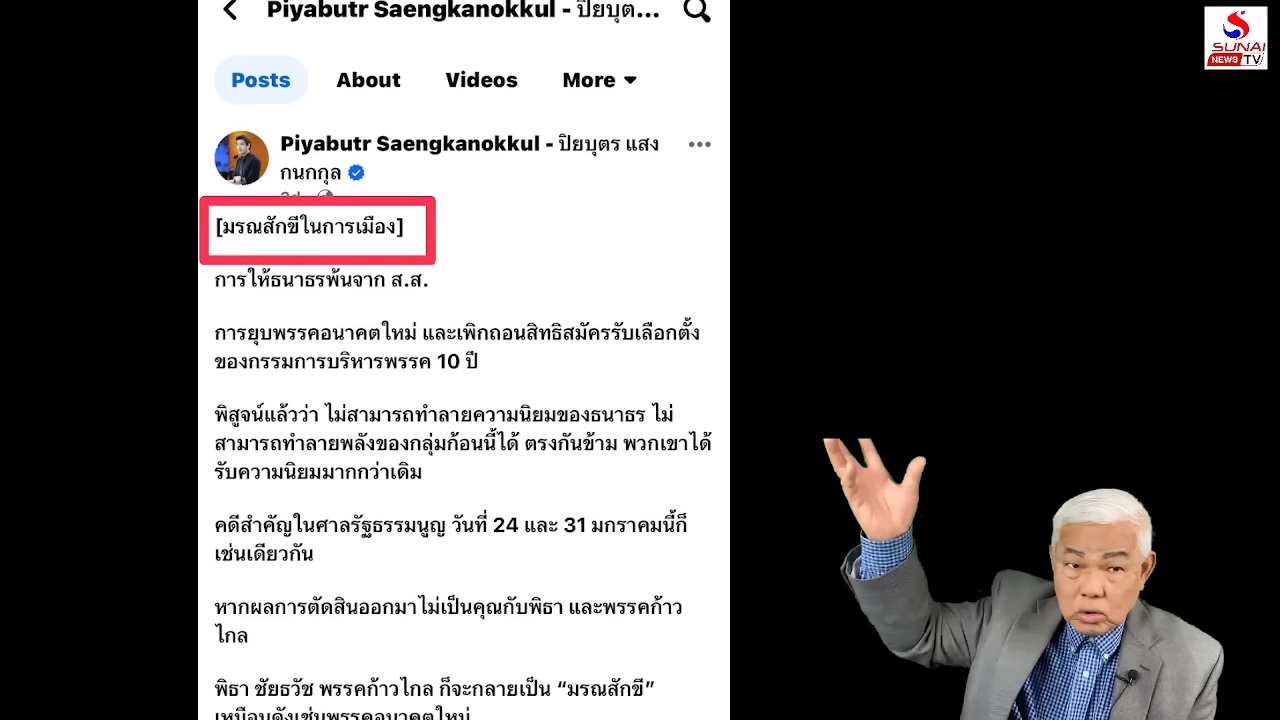 Piyabutr Saengkanokkul - ปิยบุต...
SUNAI
NEWS TV
Posts About Videos More
Piyabutr Saengkanokkul - ปิยบุตร แสง
กนกกุล
[มรณสักขีในการเมือง]
การให้ธนาธรพ้นจาก ส.ส.
การยุบพรรคอนาคตใหม่ และเพิกถอนสิทธิสมัครรับเลือกตั้ง
ของกรรมการบริหารพรรค 10 ปี
พิสูจน์แล้วว่า ไม่สามารถทำลายความนิยมของธนาธร ไม่
สามารถทำลายพลังของกลุ่มก้อนนี้ได้ ตรงกันข้าม พวกเขาได้
รับความนิยมมากกว่าเดิม
คดีสำคัญในศาลรัฐธรรมนูญ วันที่ 24 และ 31 มกราคมนี้ก็
เช่นเดียวกัน
หากผลการตัดสินออกมาไม่เป็นคุณกับพิธา และพรรคก้าว
ไกล
พิธา ชัยธวัช พรรคก้าวไกล ก็จะกลายเป็น “มรณสักขี”
เหมือนดังเช่นพรรคอนาคตใหม่